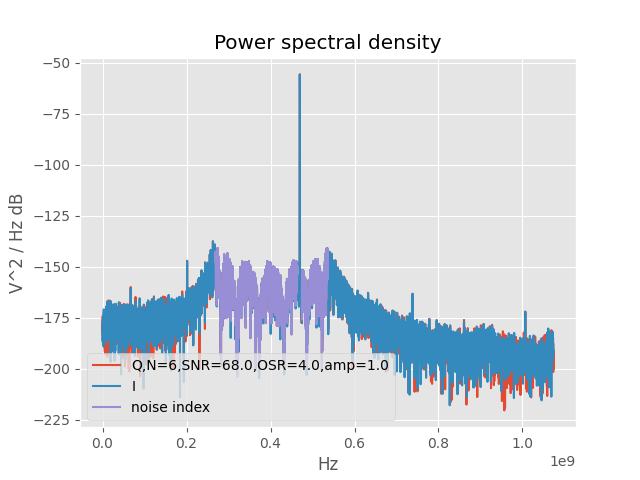 Power spectral density
V^2 / Hz dB
−50
−75
−100
−125
−150
−175
−200
−225
Q,N=6,SNR=68.0,OSR=4.0,amp=1.0
I
noise index
0.0 0.2 0.4 0.6 0.8 1.0
1e9
Hz